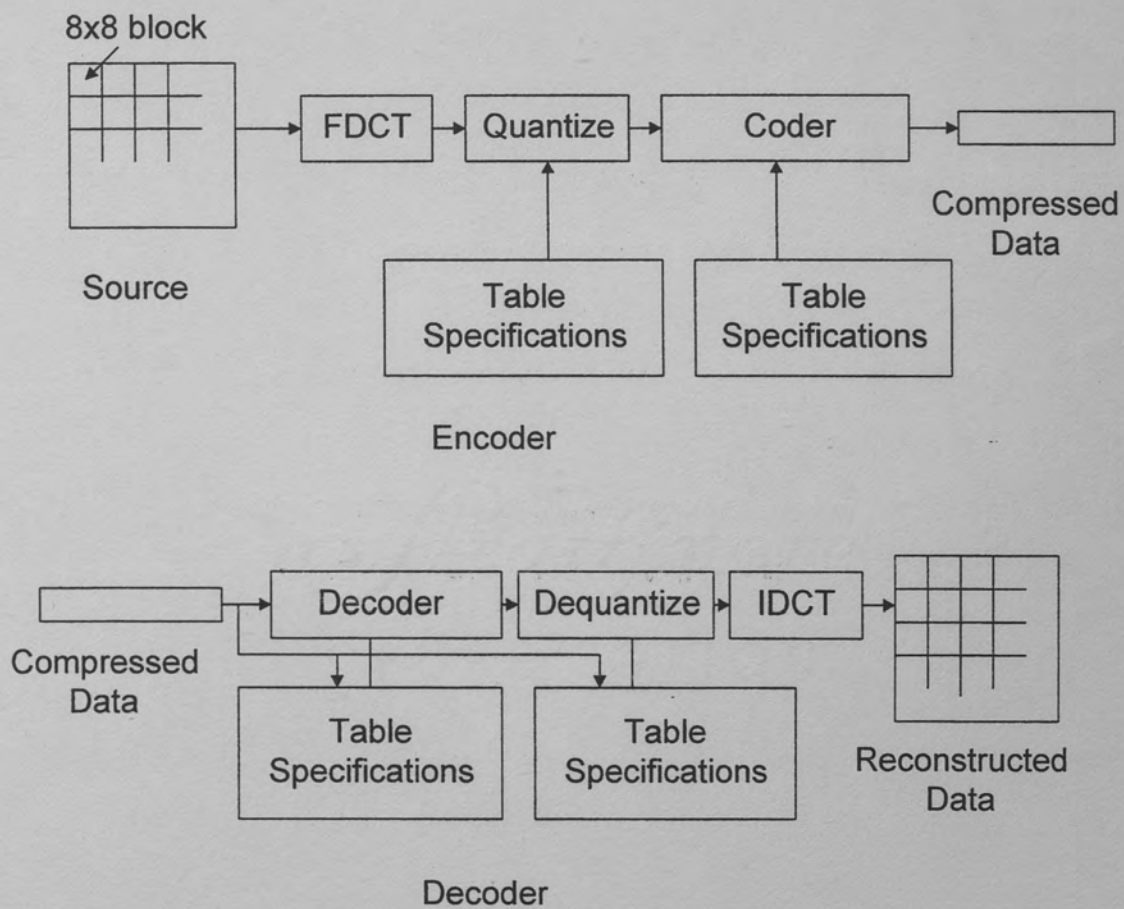 8x8 block
FDCT
Quantize
Coder
Compressed
Data
Source
Table
Specifications
Table
Specifications
Encoder
Decoder
Dequantize
IDCT
Compressed
Data
Table
Specifications
Table
Specifications
Reconstructed
Data
Decoder